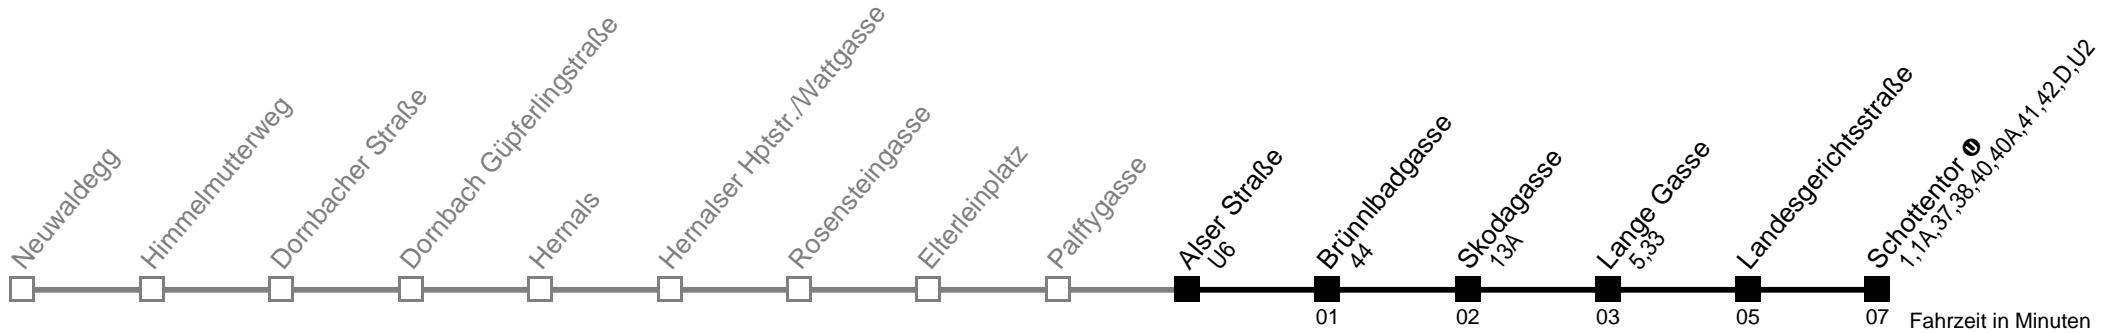 Neuwaldegg
Himmelmutterweg
Dornbacher Straße
Dornbach Güpferlingstraße
Hernals
Hernalser Hptstr./Wattgasse
Rosensteingasse
Elterleinplatz
Palffygasse
Alser Straße
U6
Brünnlbadgasse
44
Skodagasse
13A
Lange Gasse
5,33
Landesgerichtsstraße
Schottentor U
1,1A,37,38,40,40A,41,42,D,U2
01
02
03
05
07
Fahrzeit in Minuten